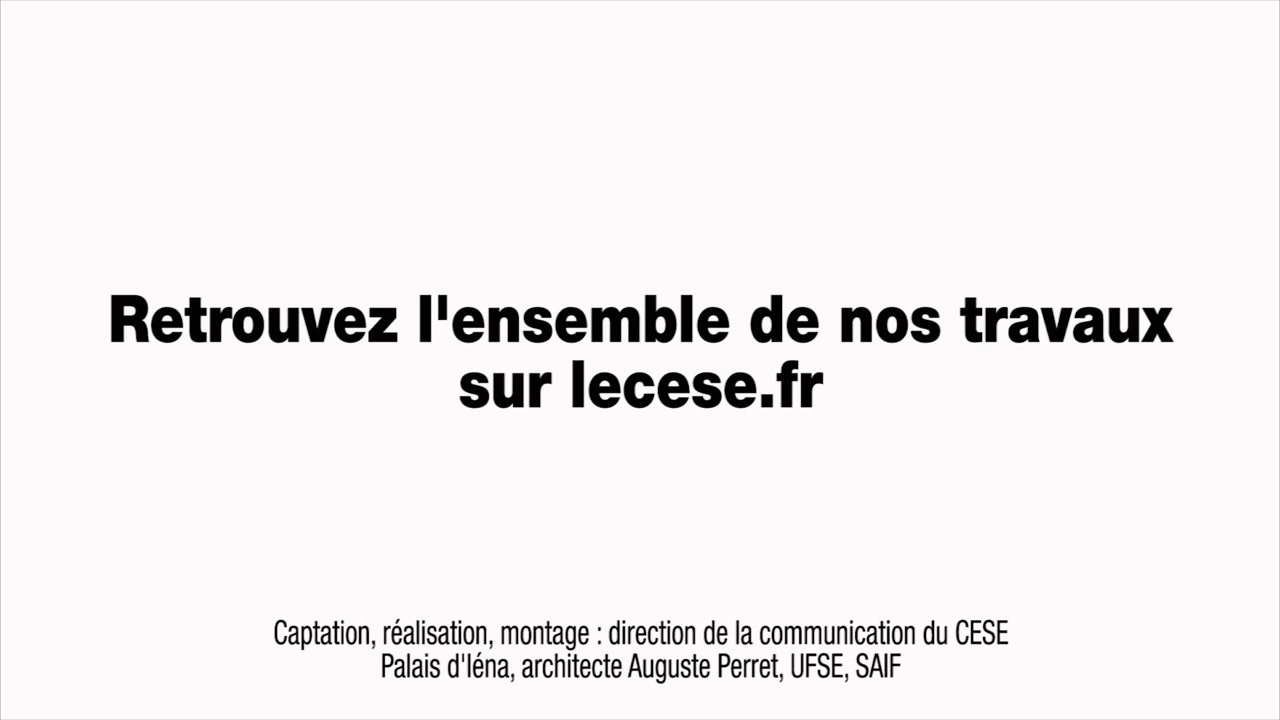 Retrouvez l'ensemble de nos travaux
sur lecese.fr
Captation, réalisation, montage : direction de la communication du CESE
Palais d'Iéna, architecte Auguste Perret, UFSE, SAIF